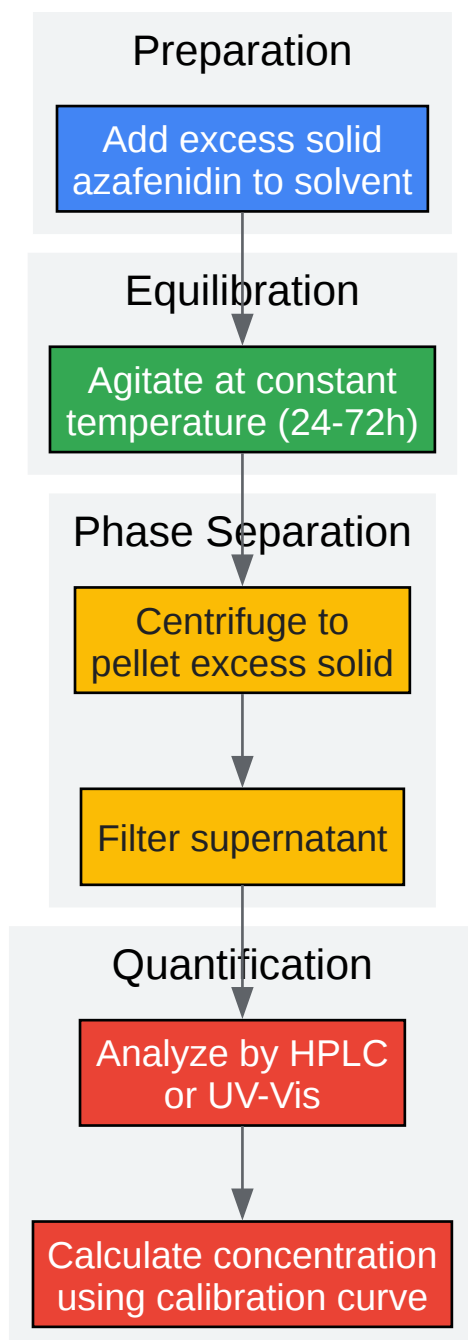 Preparation
Add excess solid
azafenidin to solvent
Equilibration
Agitate at constant
temperature (24-72h)
Phase Separation
Centrifuge to
pellet excess solid
Filter supernatant
Quantification
Analyze by HPLC
or UV-Vis
Calculate concentration
using calibration curve